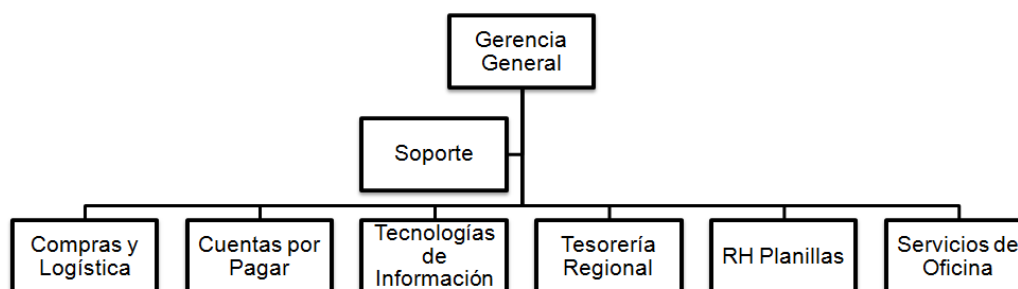 Gerencia
General
Soporte
Compras y
Logística
Cuentas por
Pagar
Tecnologías
de
Información
Tesorería
Regional
RH Planillas
Servicios de
Oficina